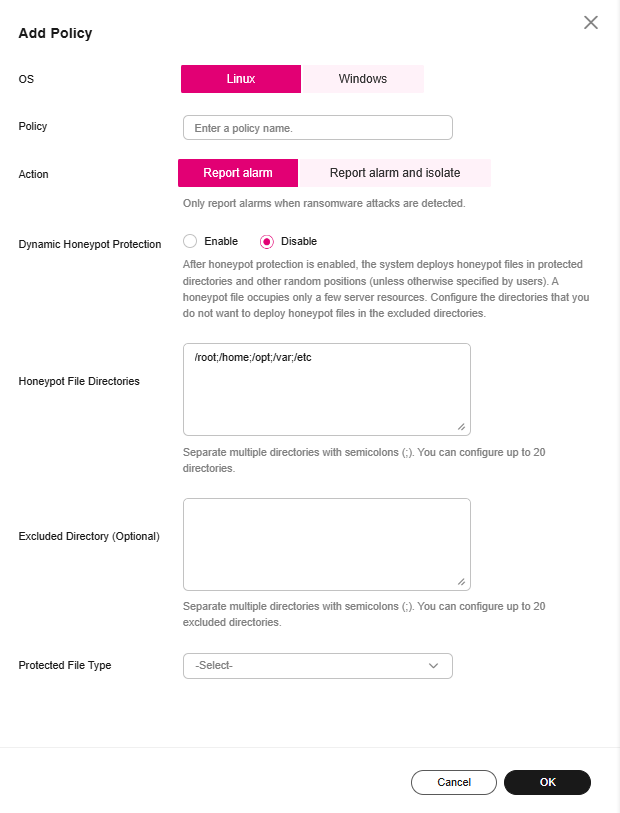 Add Policy
OS
Linux
Windows
Policy
Enter a policy name.
Action
Report alarm
Report alarm and isolate
Only report alarms when ransomware attacks are detected.
Dynamic Honeypot Protection
Enable
Disable
After honeypot protection is enabled, the system deploys honeypot files in protected
directories and other random positions (unless otherwise specified by users). A
honeypot file occupies only a few server resources. Configure the directories that you
do not want to deploy honeypot files in the excluded directories.
Honeypot File Directories
/root;/home;/opt;/var;/etc
Separate multiple directories with semicolons (;). You can configure up to 20
directories.
Excluded Directory (Optional)
Separate multiple directories with semicolons (;). You can configure up to 20
excluded directories.
Protected File Type
-Select-
Cancel
OK